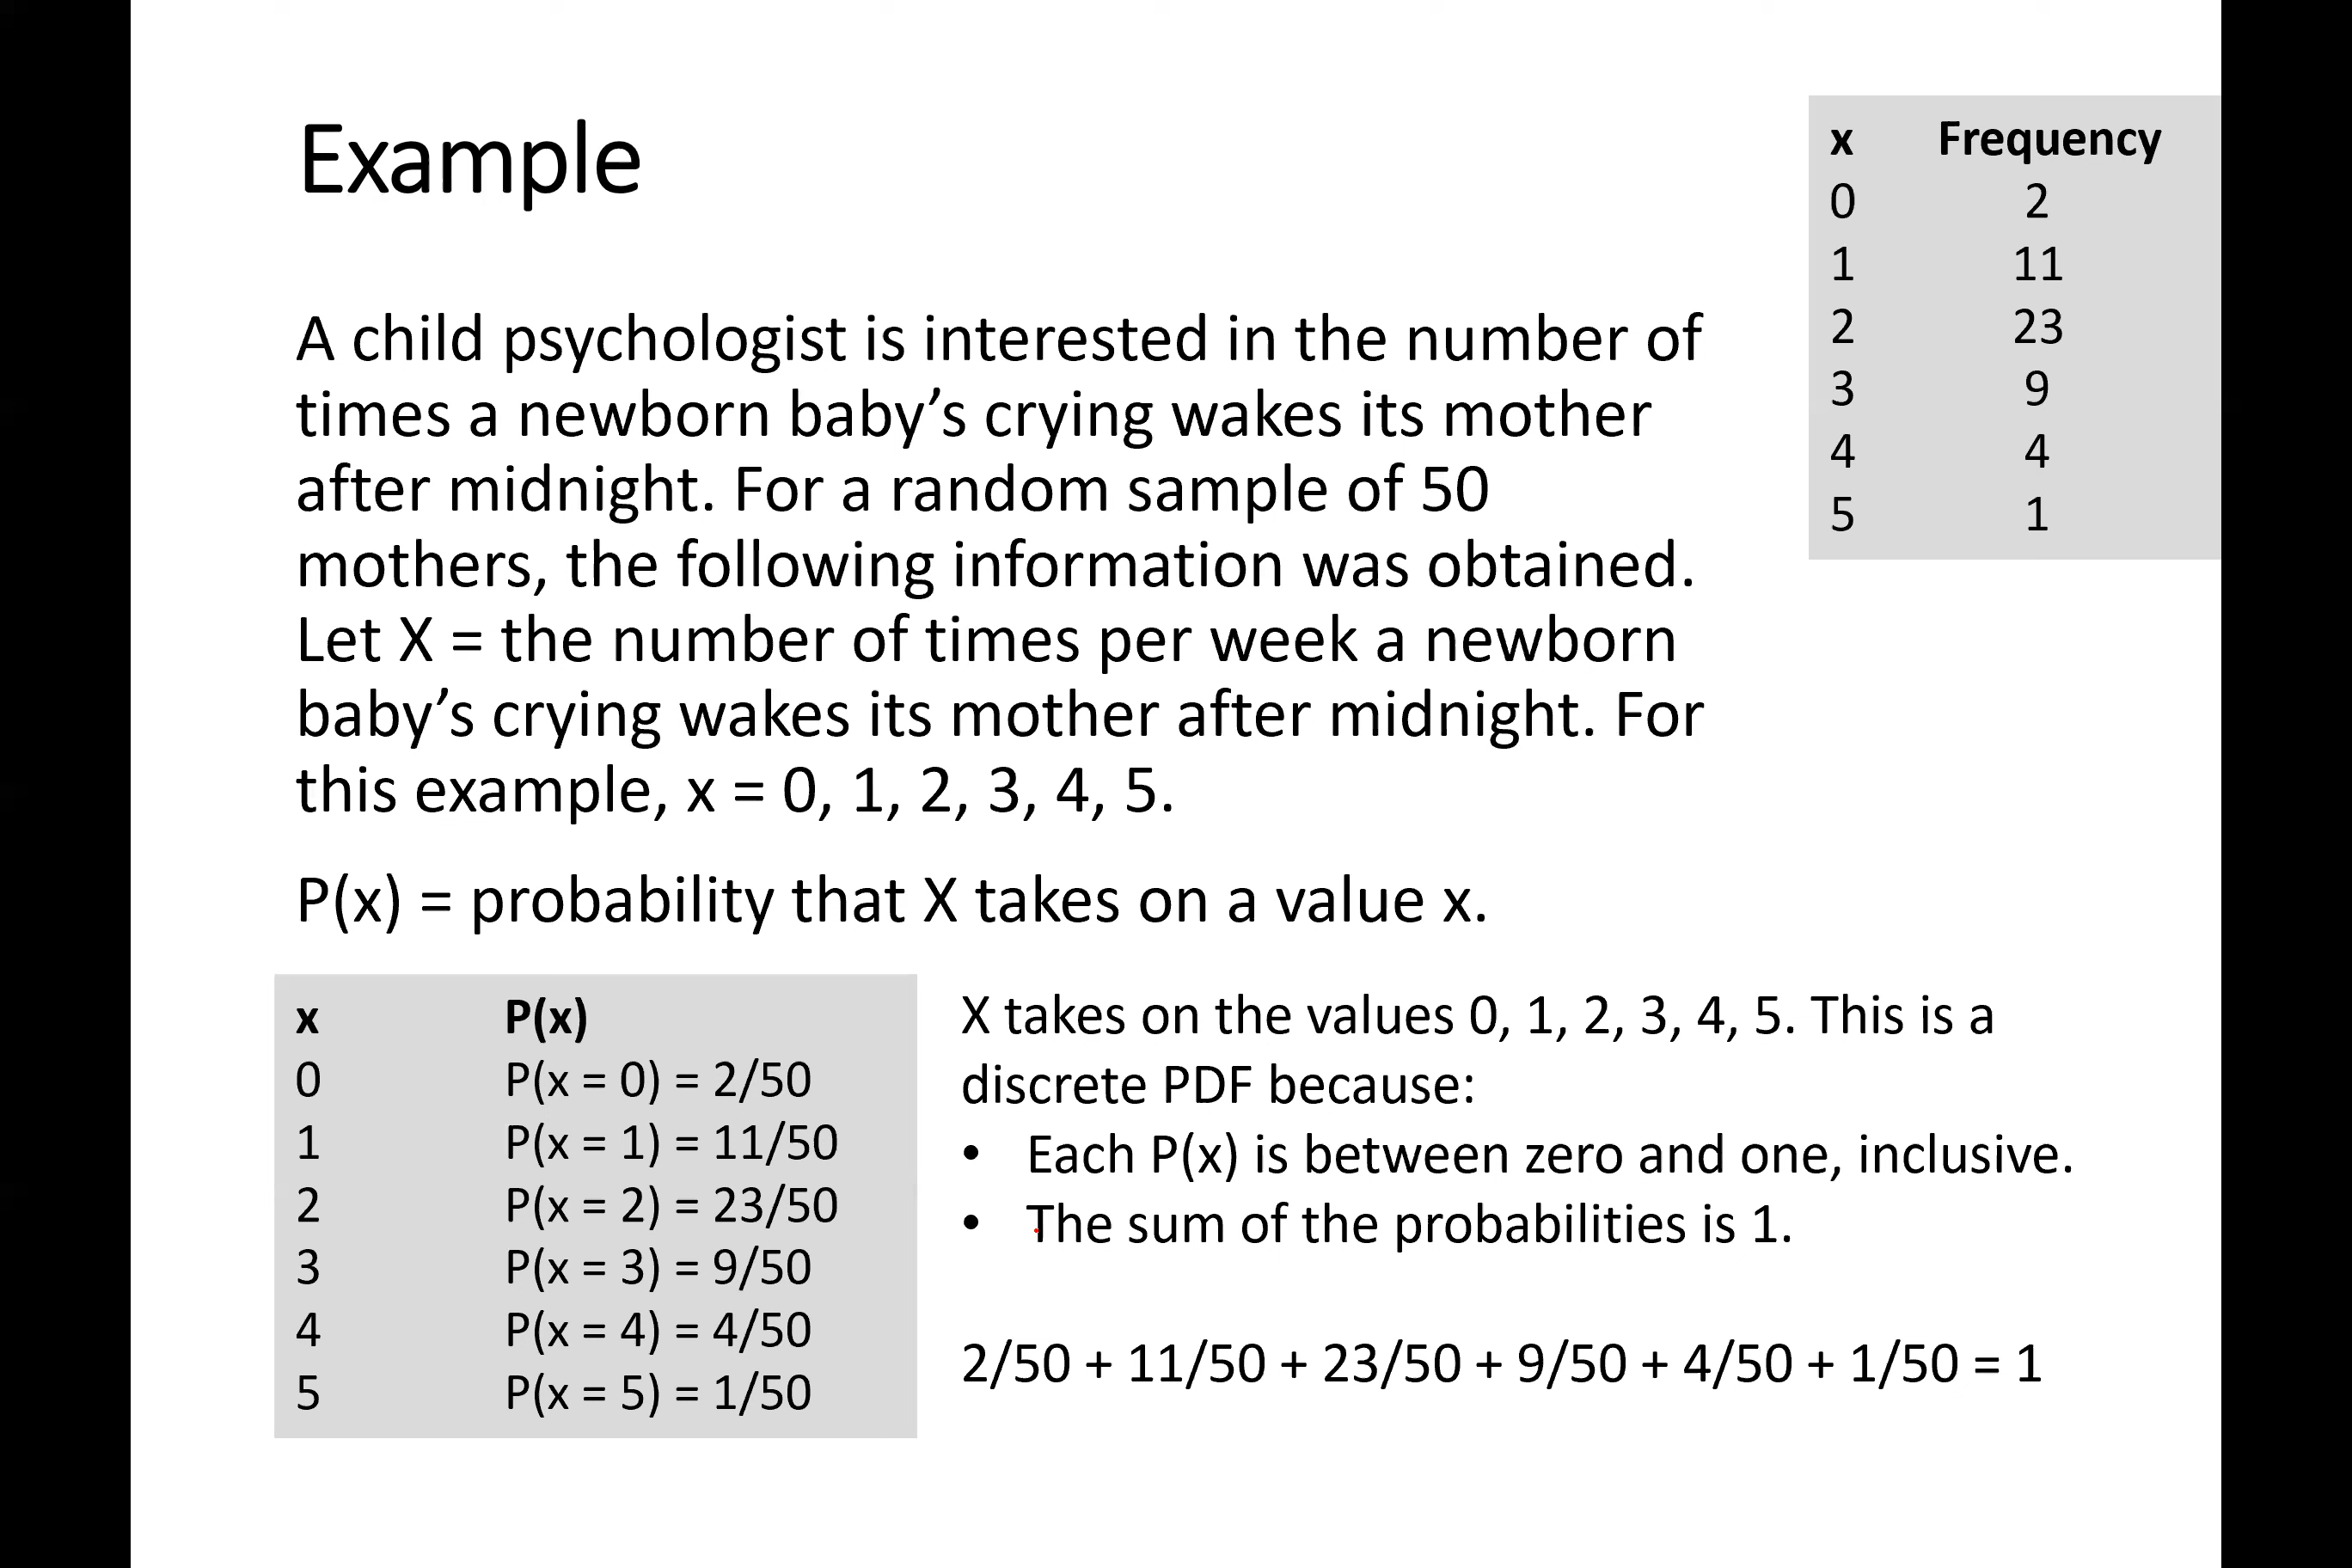 Example
x Frequency
0 2
1 11
2 23
3 9
4 4
5 1
A child psychologist is interested in the number of
times a newborn baby’s crying wakes its mother
after midnight. For a random sample of 50
mothers, the following information was obtained.
Let X = the number of times per week a newborn
baby’s crying wakes its mother after midnight. For
this example, x = 0, 1, 2, 3, 4, 5.
P(x) = probability that X takes on a value x.
x P(x)
0 P(x = 0) = 2/50
1 P(x = 1) = 11/50
2 P(x = 2) = 23/50
3 P(x = 3) = 9/50
4 P(x = 4) = 4/50
5 P(x = 5) = 1/50
X takes on the values 0, 1, 2, 3, 4, 5. This is a
discrete PDF because:
• Each P(x) is between zero and one, inclusive.
• The sum of the probabilities is 1.
2/50 + 11/50 + 23/50 + 9/50 + 4/50 + 1/50 = 1